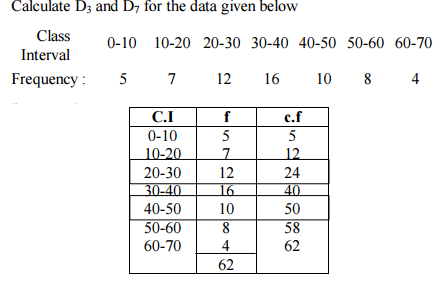 Calculate D3 and D7 for the data given below
Class Interval 0-10 10-20 20-30 30-40 40-50 50-60 60-70
Frequency : 5 7 12 16 10 8 4
C.I f c.f
0-10 5 5
10-20 7 12
20-30 12 24
30-40 16 40
40-50 10 50
50-60 8 58
60-70 4 62
62